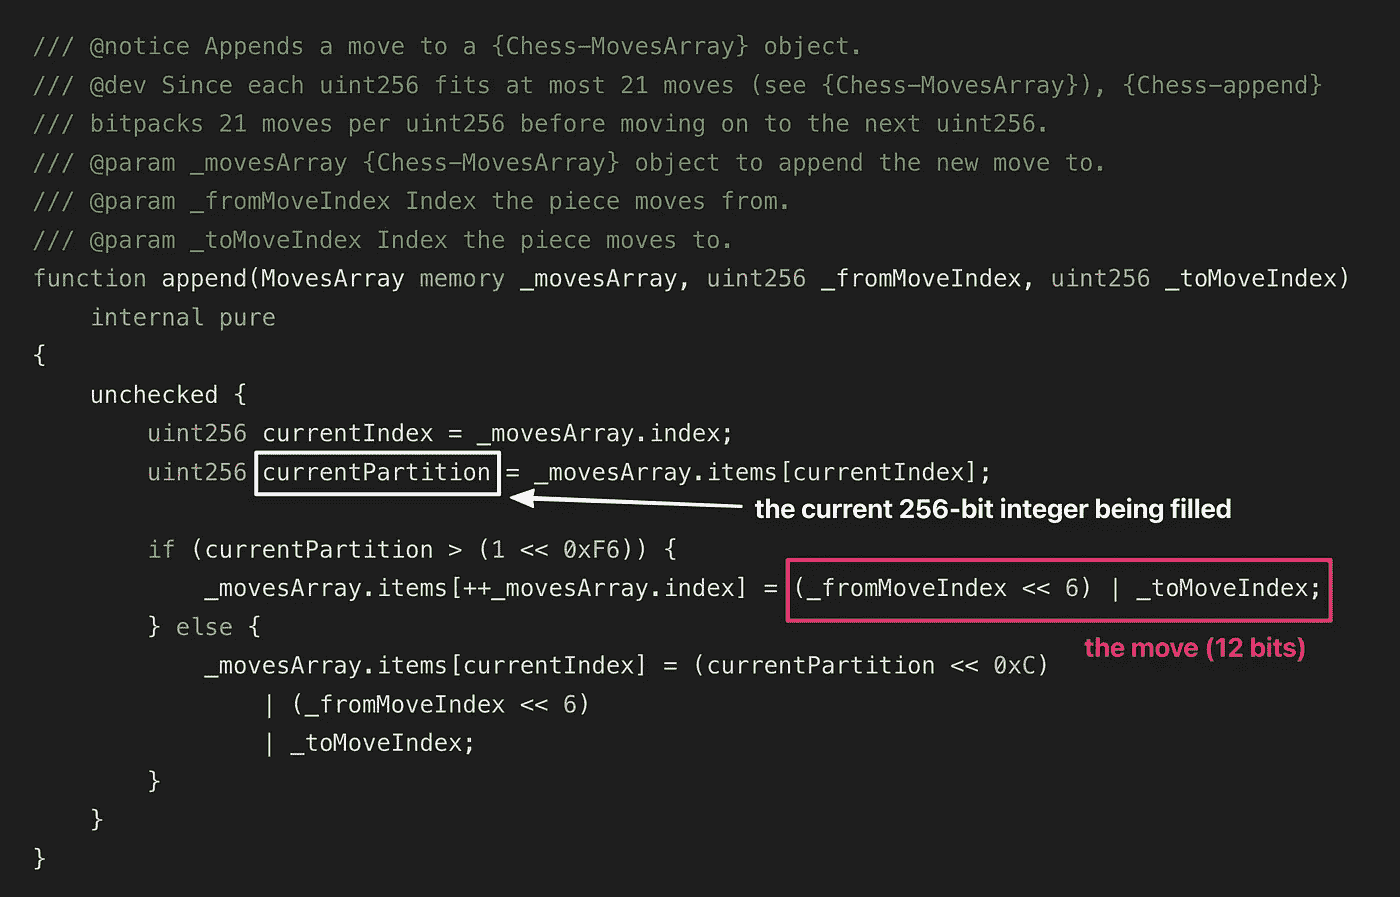 /// @notice Appends a move to a {Chess-MovesArray} object.
/// @dev Since each uint256 fits at most 21 moves (see {Chess-MovesArray}), {Chess-append}
/// bitpacks 21 moves per uint256 before moving on to the next uint256.
/// @param _movesArray {Chess-MovesArray} object to append the new move to.
/// @param _fromMoveIndex Index the piece moves from.
/// @param _toMoveIndex Index the piece moves to.
function append(MovesArray memory _movesArray, uint256 _fromMoveIndex, uint256 _toMoveIndex)
    internal pure
{
    unchecked {
        uint256 currentIndex = _movesArray.index;
        uint256 currentPartition = _movesArray.items[currentIndex];
the current 256-bit integer being filled
        if (currentPartition > (1 << 0xF6)) {
            _movesArray.items[++_movesArray.index] = (_fromMoveIndex << 6) | _toMoveIndex;
        } else {
the move (12 bits)
            _movesArray.items[currentIndex] = (currentPartition << 0xC)
                | (_fromMoveIndex << 6)
                | _toMoveIndex;
        }
    }
}